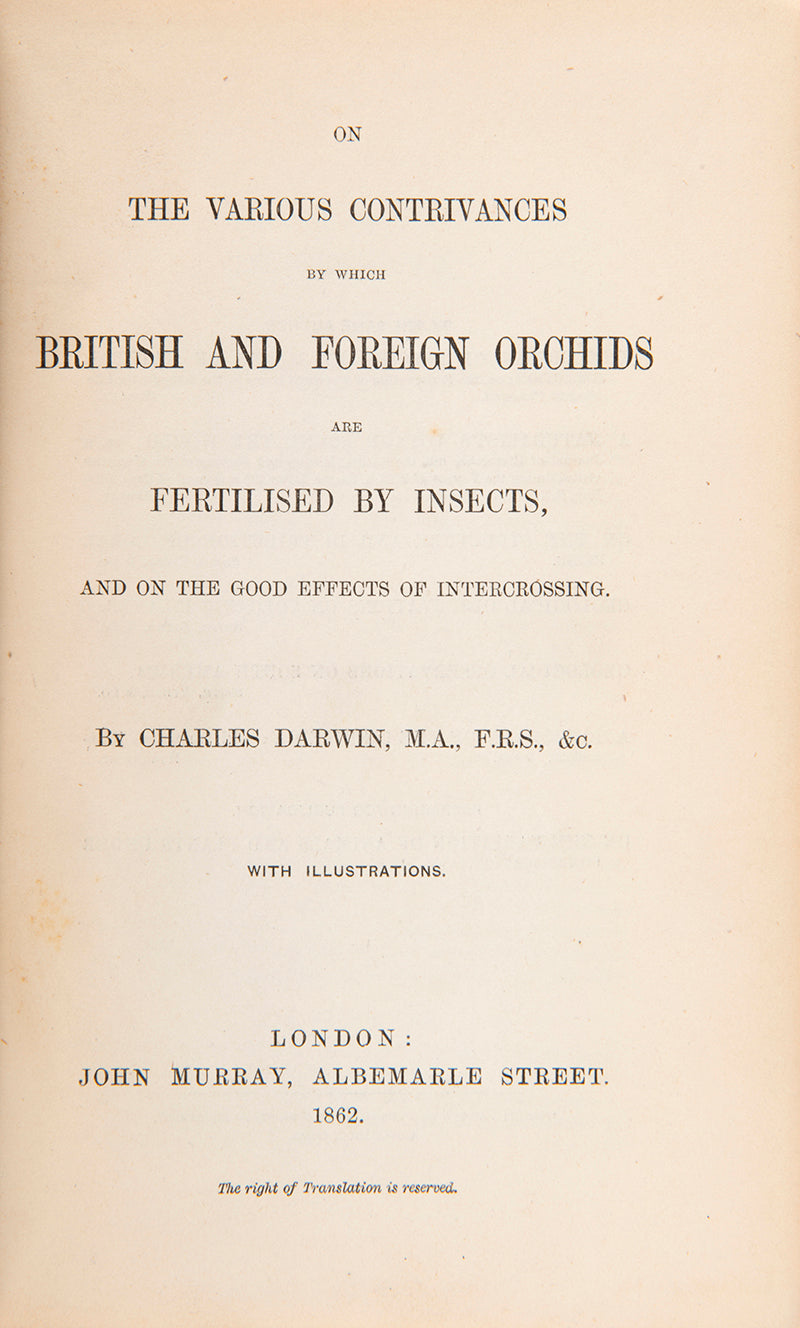 ON
THE VARIOUS CONTRIVANCES
BY WHICH
BRITISH AND FOREIGN ORCHIDS
ARE
FERTILISED BY INSECTS,
AND ON THE GOOD EFFECTS OF INTERCROSSING.
By CHARLES DARWIN, M.A., F.R.S., &c.
WITH ILLUSTRATIONS.
LONDON:
JOHN MURRAY, ALBEMARLE STREET.
1862.
The right of Translation is reserved.